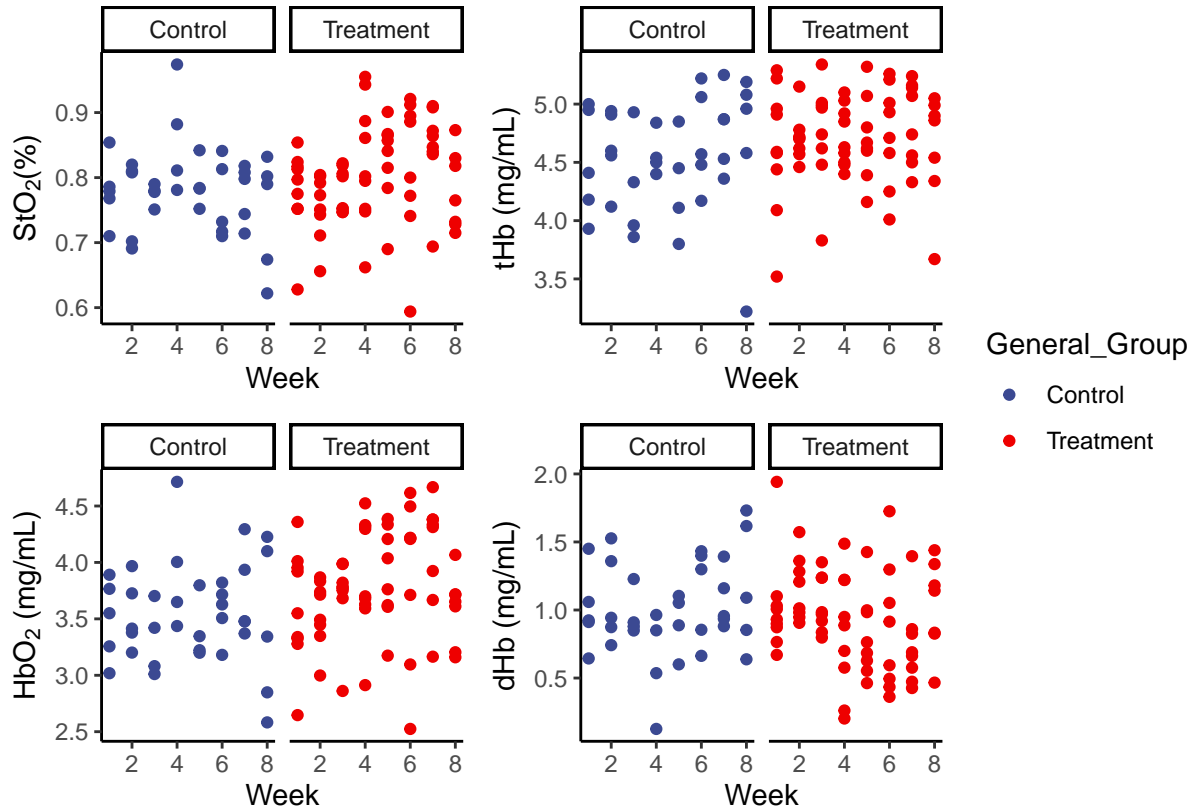 Control Treatment
StO₂(%)
0.9
0.8
0.7
0.6
2 4 6 8 2 4 6 8
Week
Control Treatment
tHb (mg/mL)
5.0
4.5
4.0
3.5
2 4 6 8 2 4 6 8
Week
Control Treatment
HbO₂ (mg/mL)
4.5
4.0
3.5
3.0
2.5
2 4 6 8 2 4 6 8
Week
Control Treatment
dHb (mg/mL)
2.0
1.5
1.0
0.5
2 4 6 8 2 4 6 8
Week
General_Group
Control
Treatment